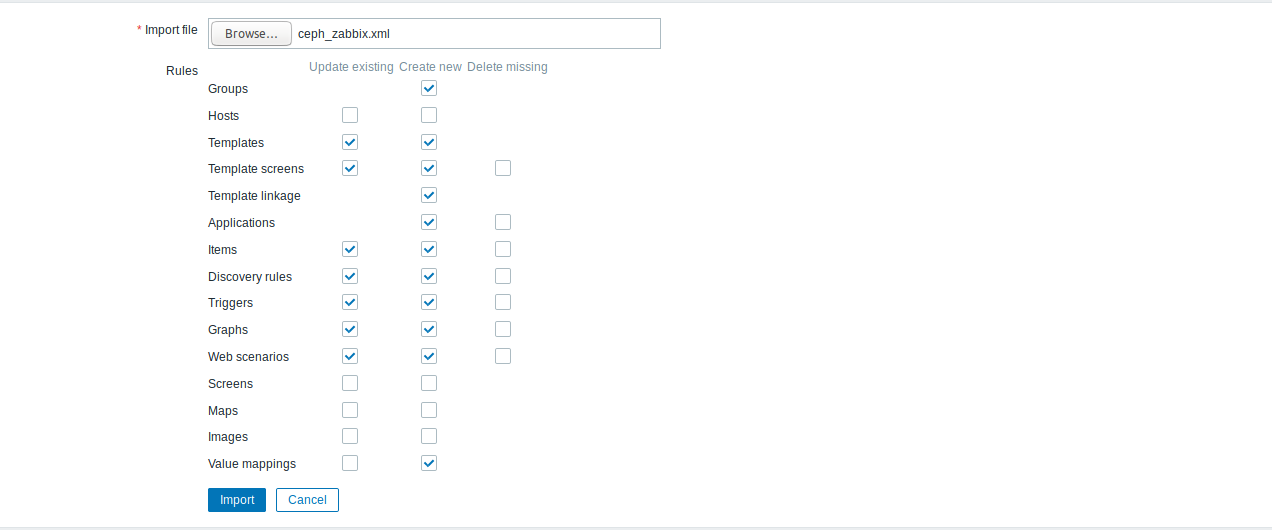 * Import file Browse... ceph_zabbix.xml
Rules Update existing Create new Delete missing
Groups
Hosts
Templates
Template screens
Template linkage
Applications
Items
Discovery rules
Triggers
Graphs
Web scenarios
Screens
Maps
Images
Value mappings
Import Cancel